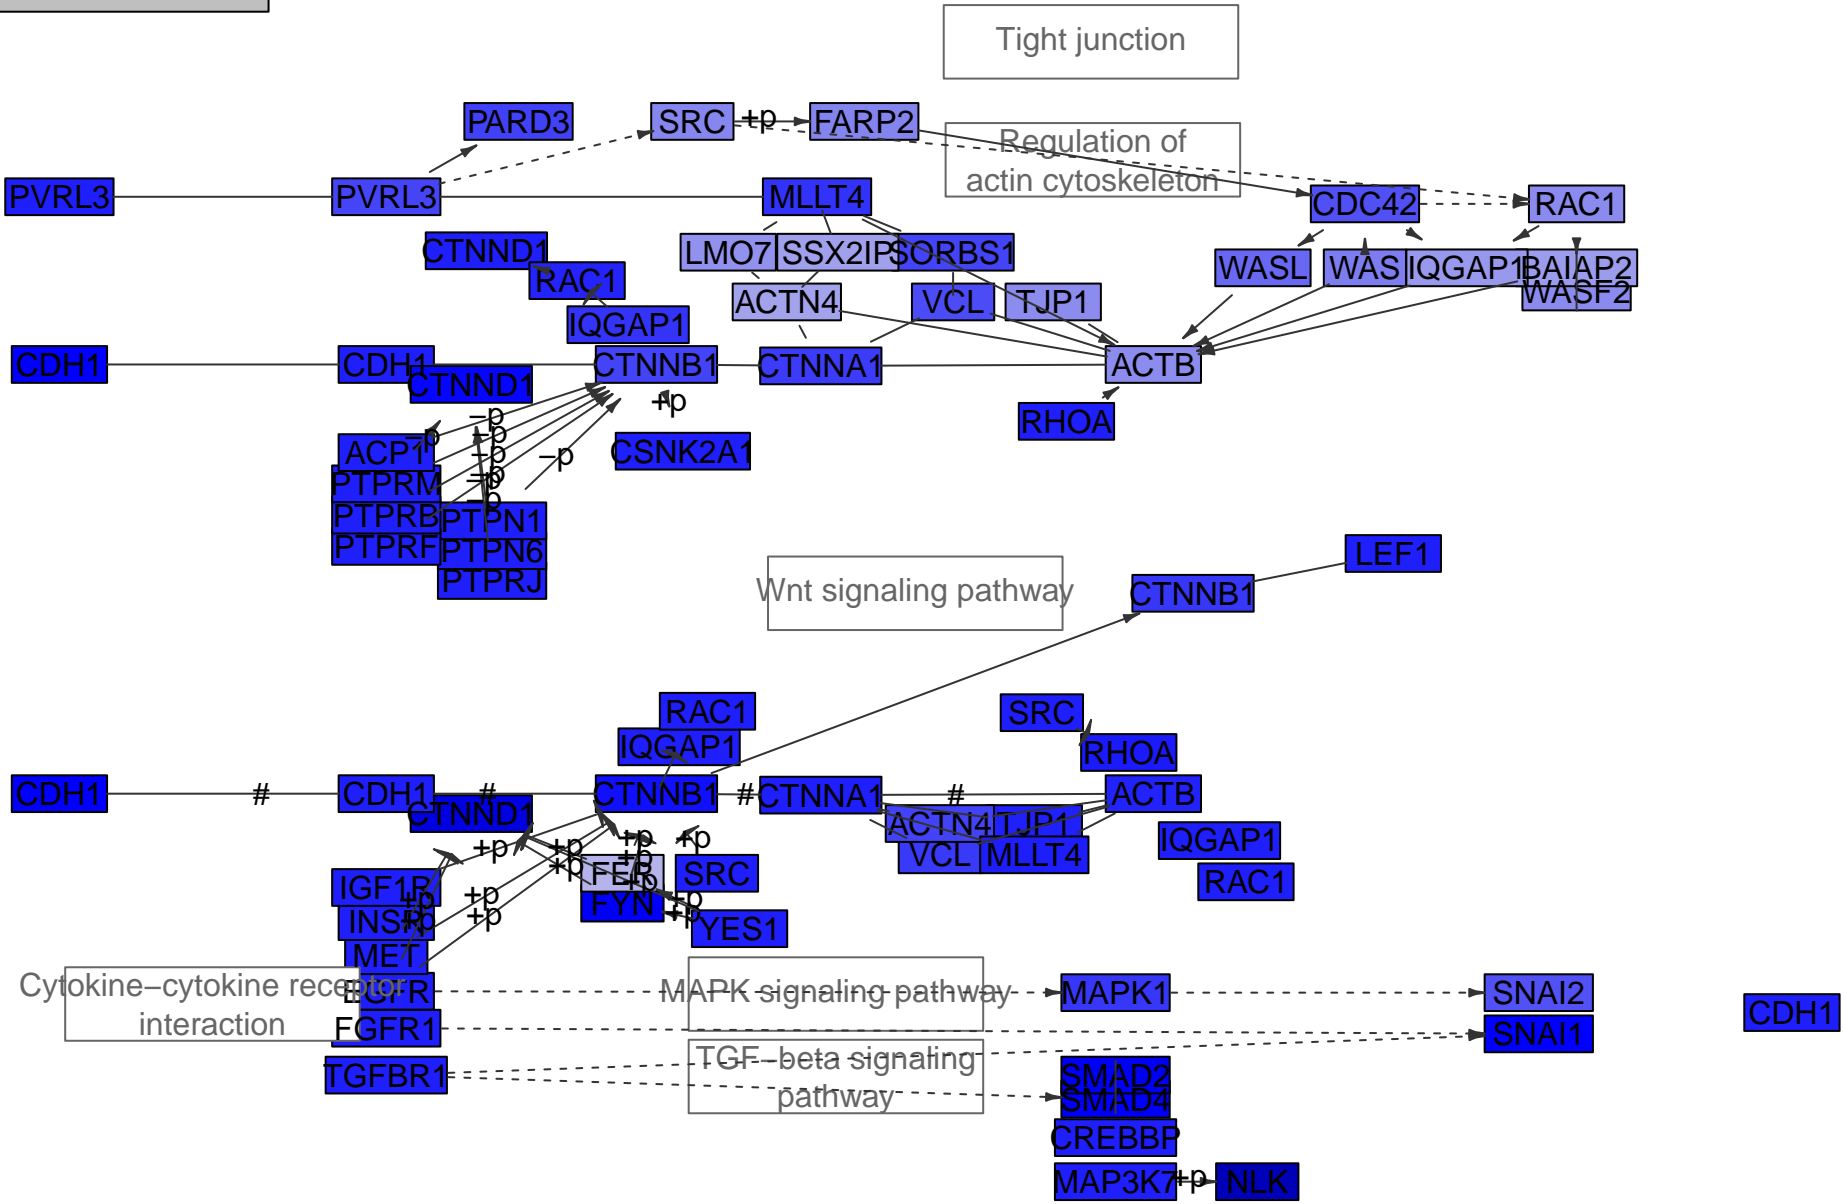 Tight junction
PARD3
SRC
+p
FARP2
Regulation of
actin cytoskeleton
PVRL3
PVRL3
MLLT4
CDC42
RAC1
CTNND1
LMO7
SSX2IP
SORBS1
WASL
WAS
IQGAP1
BAIAP2
RAC1
WASF2
ACTN4
VCL
TJP1
IQGAP1
CDH1
CDH1
CTNNB1
CTNNA1
ACTB
CTNND1
+p
RHOA
−p
−p
−p
ACP1
−p
−p
CSNK2A1
−p
−p
PTPRM
−p
PTPRB
PTPN1
PTPRF
PTPN6
PTPRJ
LEF1
Wnt signaling pathway
CTNNB1
RAC1
SRC
IQGAP1
RHOA
CDH1
#
CDH1
#
CTNNB1
#
CTNNA1
#
ACTB
CTNND1
ACTN4
TJP1
+p
+p
+p
+p
IQGAP1
VCL
MLLT4
+p
+p
FER
SRC
IGF1R
+p
RAC1
+p
+p
+p
FYN
+p
INSR
+p
+p
YES1
MET
Cytokine−cytokine receptor
interaction
EGFR
MAPK signaling pathway
MAPK1
SNAI2
CDH1
FGFR1
SNAI1
TGF−beta signaling
pathway
TGFBR1
SMAD2
SMAD4
CREBBP
MAP3K7
+p
NLK